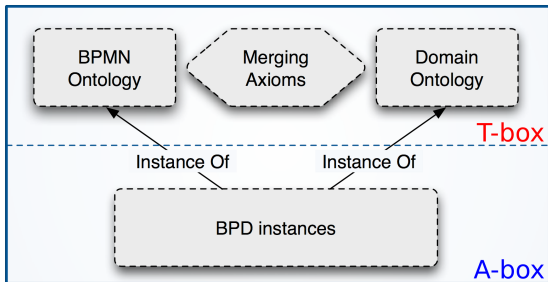 BPMN
Ontology
Merging
Axioms
Domain
Ontology
T-box
Instance Of
Instance Of
BPD instances
A-box